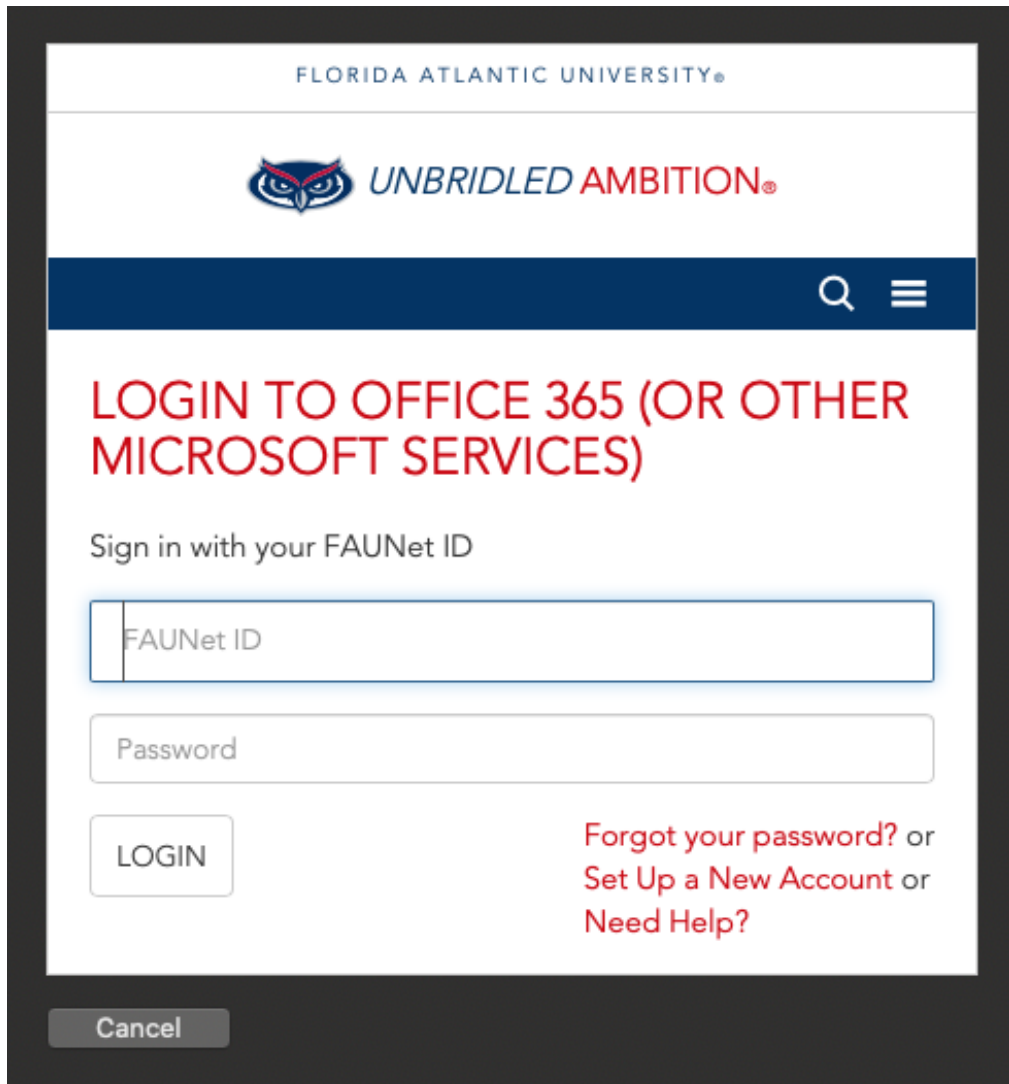 FLORIDA ATLANTIC UNIVERSITY®
UNBRIDLED AMBITION®
LOGIN TO OFFICE 365 (OR OTHER
MICROSOFT SERVICES)
Sign in with your FAUNet ID
FAUNet ID
Password
LOGIN
Forgot your password? or
Set Up a New Account or
Need Help?
Cancel